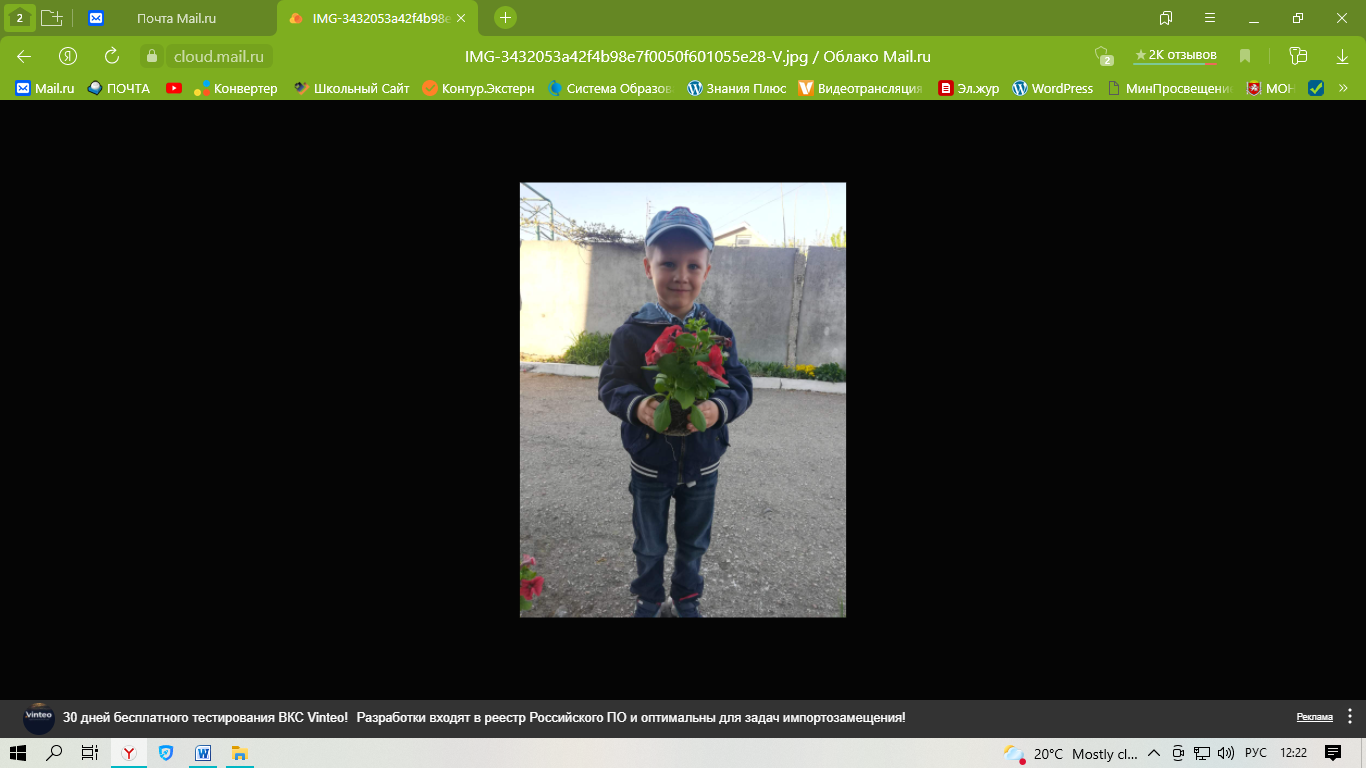 2
Почта Mail.ru
IMG-3432053a42f4b98e
cloud.mail.ru
IMG-3432053a42f4b98e7f0050f601055e28-V.jpg / Облако Mail.ru
2
2K отзывов
Mail.ru ПОЧТА Конвертер Школьный Сайт Контур.Экстерн Система Образов Знания Плюс Видеотрансляция Эл.жур WordPress МинПросвещение МОН »
Vinteo 30 дней бесплатного тестирования ВКС Vinteo! Разработки входят в реестр Российского ПО и оптимальны для задач импортозамещения! Реклама
20°C Mostly cl... РУС 12:22